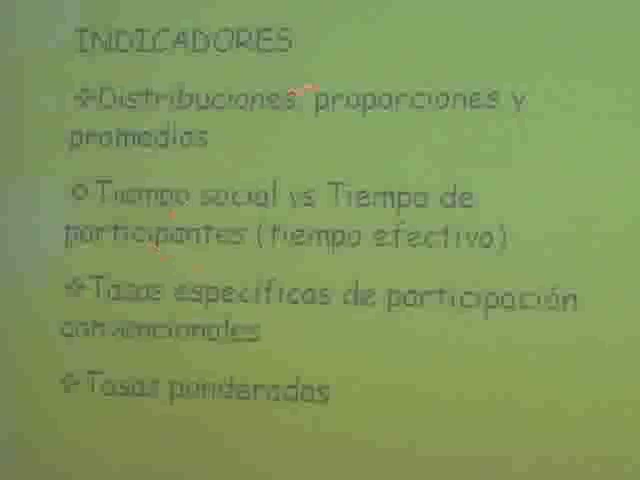 INDICADORES
Distribuciones proporciones y
promedios
Tiempo social vs Tiempo de
participantes (tiempo efectivo)
Tasas específicas de participación
convencionales
Tasas ponderadas